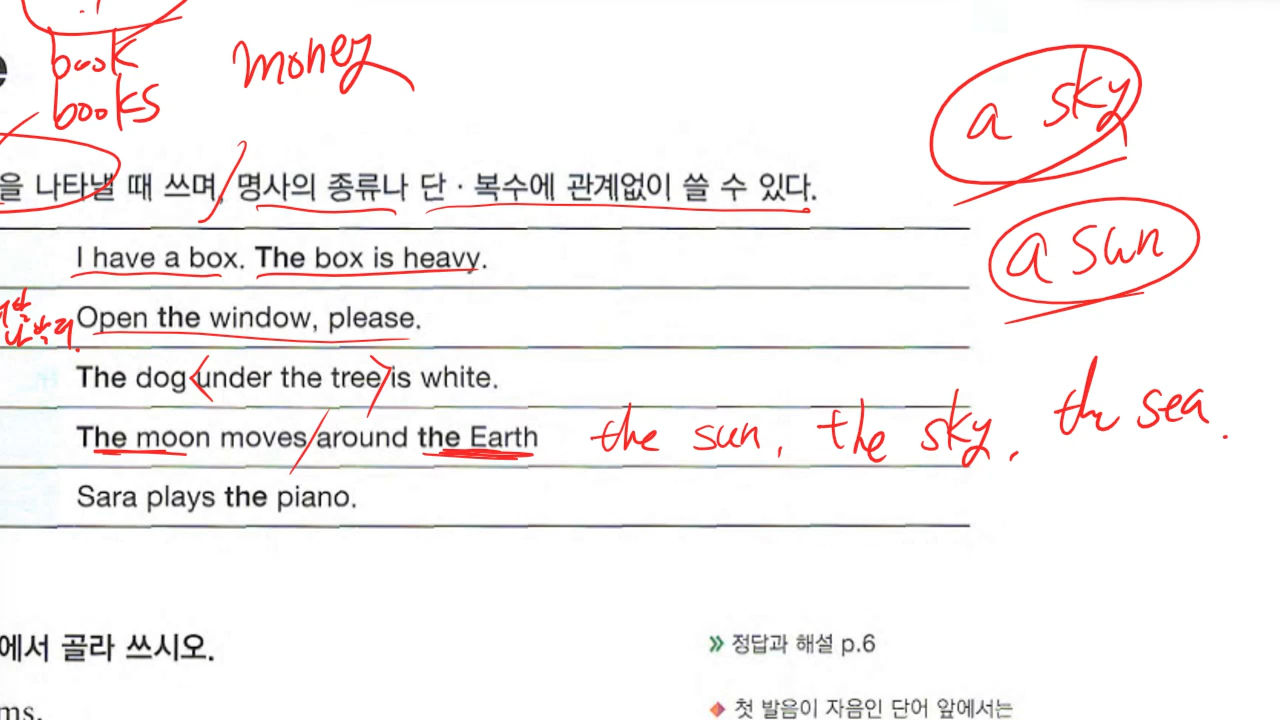 book
books
money
a sky
을 나타낼 때 쓰며, 명사의 종류나 단·복수에 관계없이 쓸 수 있다.
a sun
I have a box. The box is heavy.
Open the window, please.
The dog under the tree is white.
The moon moves around the Earth the sun, the sky, the sea.
Sara plays the piano.
에서 골라 쓰시오.
» 정답과 해설 p.6
ms.
첫 발음이 자음인 단어 앞에서는